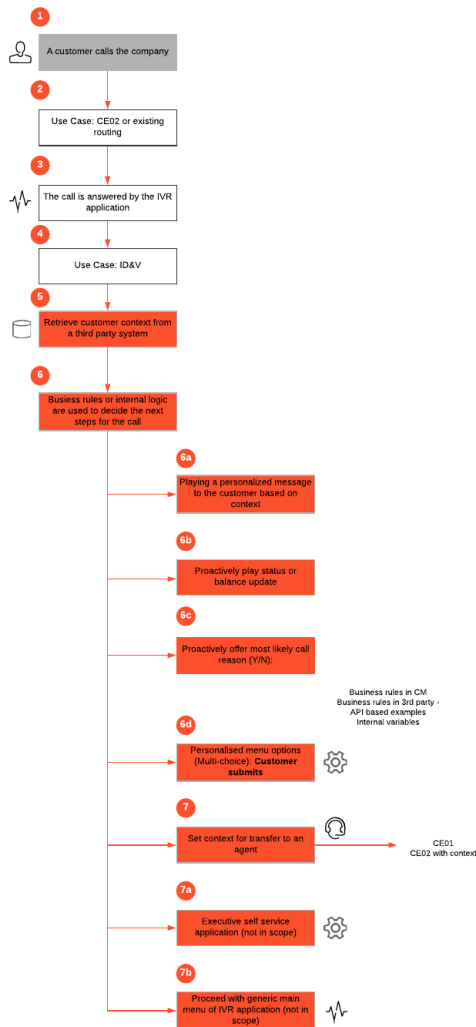 1
A customer calls the company
2
Use Case: CE02 or existing
routing
3
The call is answered by the IVR
application
4
Use Case: ID&V
5
Retrieve customer context from
a third party system
6
Busiess rules or internal logic
are used to decide the next
steps for the call
6a
Playing a personalized message
to the customer based on
context
6b
Proactively play status or
balance update
6c
Proactively offer most likely call
reason (Y/N):
Business rules in CM
Business rules in 3rd party -
API based examples
Internal variables
6d
Personalised menu options
(Multi-choice): Customer
submits
7
Set context for transfer to an
agent
CE01
CE02 with context
7a
Executive self service
application (not in scope)
7b
Proceed with generic main
menu of IVR application (not in
scope)